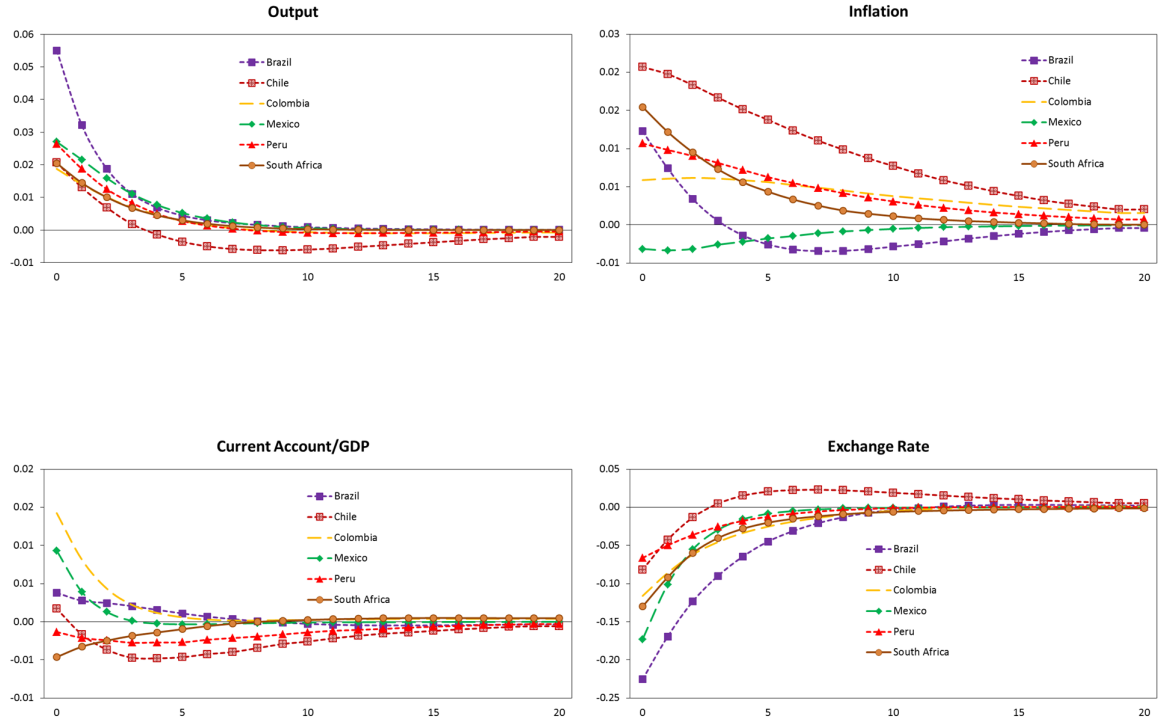 Output
0.06
0.05
0.04
0.03
0.02
0.01
0.00
-0.01
0
5
10
15
20
Brazil
Chile
Colombia
Mexico
Peru
South Africa
Inflation
0.03
0.02
0.02
0.01
0.01
0.00
-0.01
0
5
10
15
20
Brazil
Chile
Colombia
Mexico
Peru
South Africa
Current Account/GDP
0.02
0.02
0.01
0.01
0.00
-0.01
-0.01
0
5
10
15
20
Brazil
Chile
Colombia
Mexico
Peru
South Africa
Exchange Rate
0.05
0.00
-0.05
-0.10
-0.15
-0.20
-0.25
0
5
10
15
20
Brazil
Chile
Colombia
Mexico
Peru
South Africa